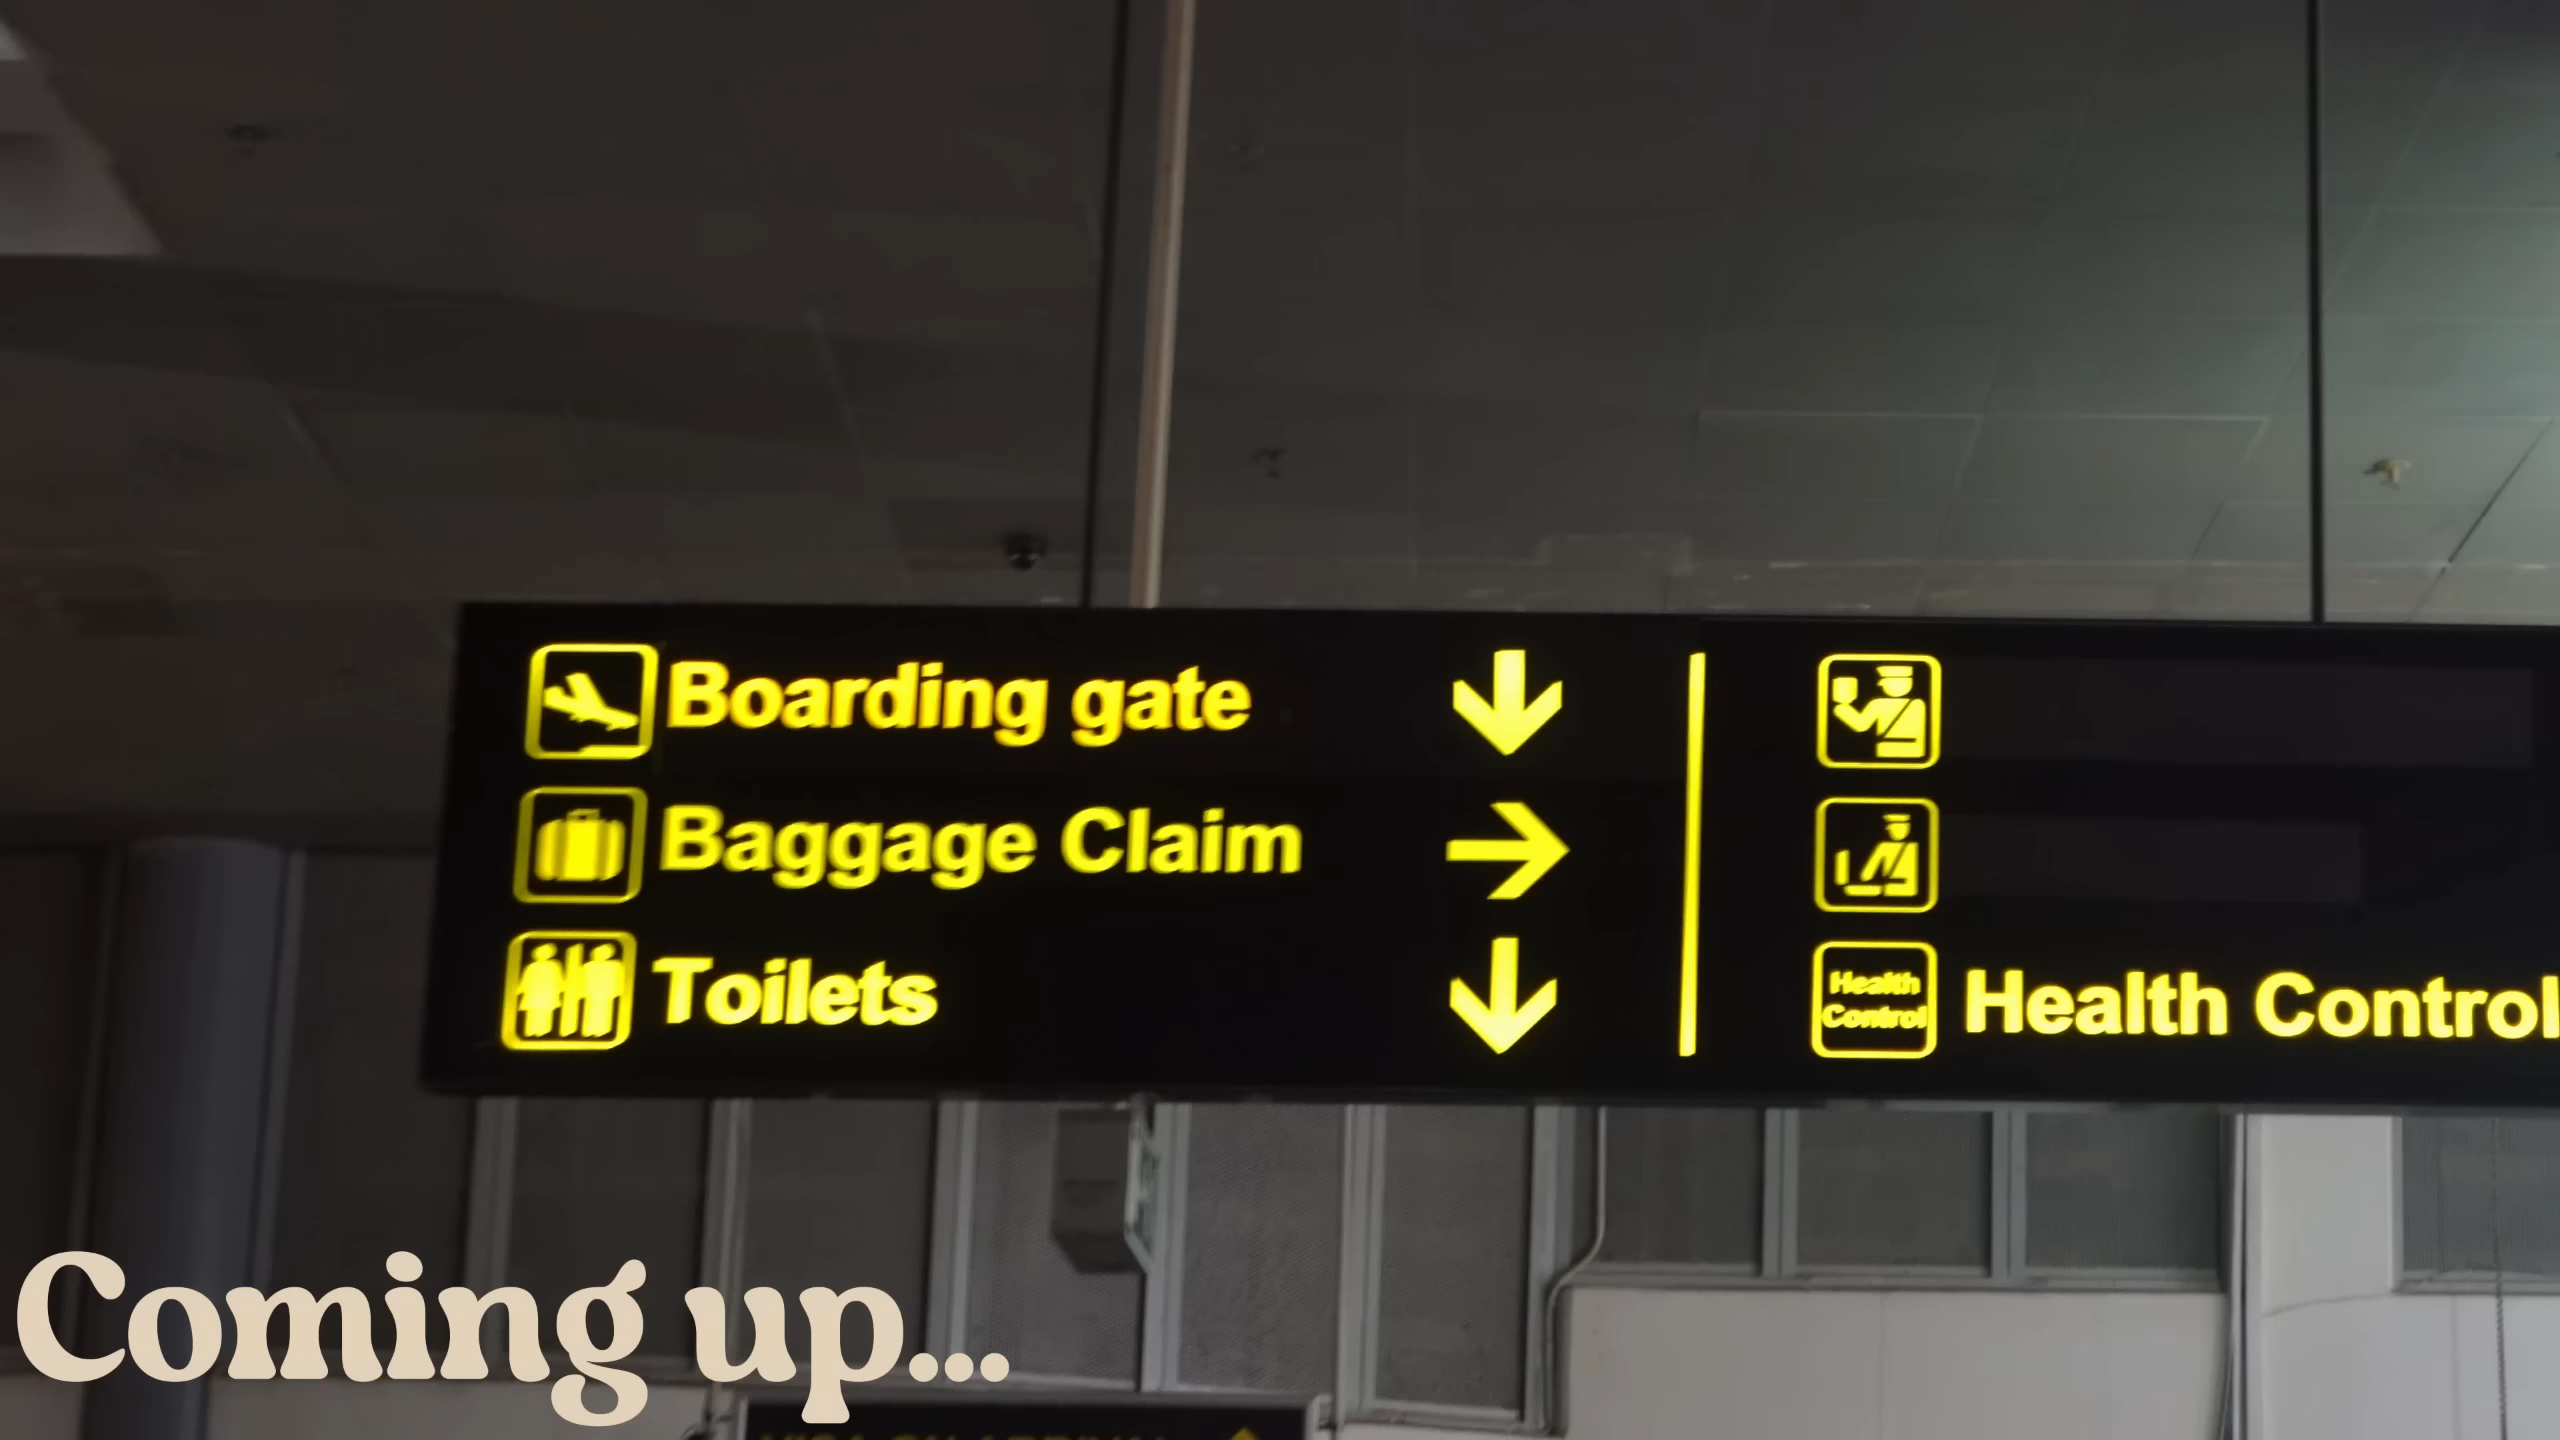 Boarding gate
Baggage Claim
Toilets
Health
Control
Health Control
Coming up...